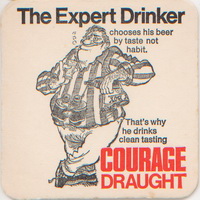 The Expert Drinker
chooses his beer
by taste not
habit.
That's why
he drinks
clean tasting
COURAGE
DRAUGHT